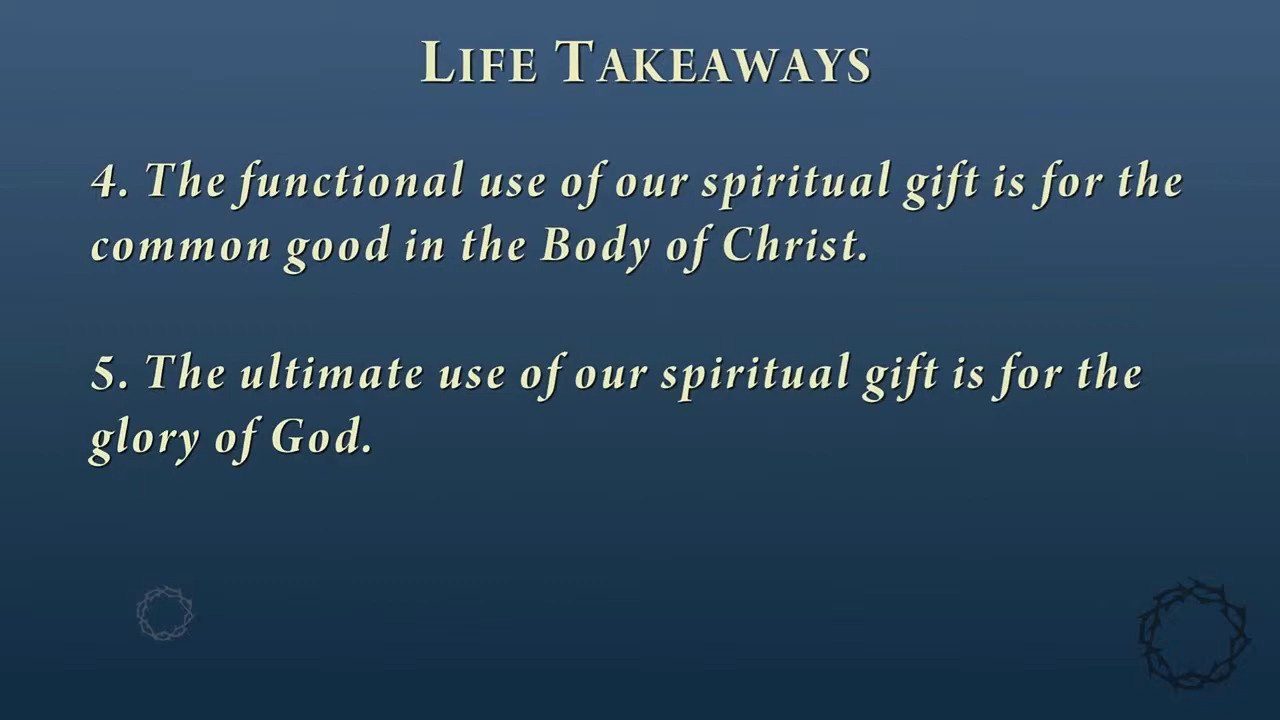 LIFE TAKEAWAYS
4. The functional use of our spiritual gift is for the
common good in the Body of Christ.
5. The ultimate use of our spiritual gift is for the
glory of God.